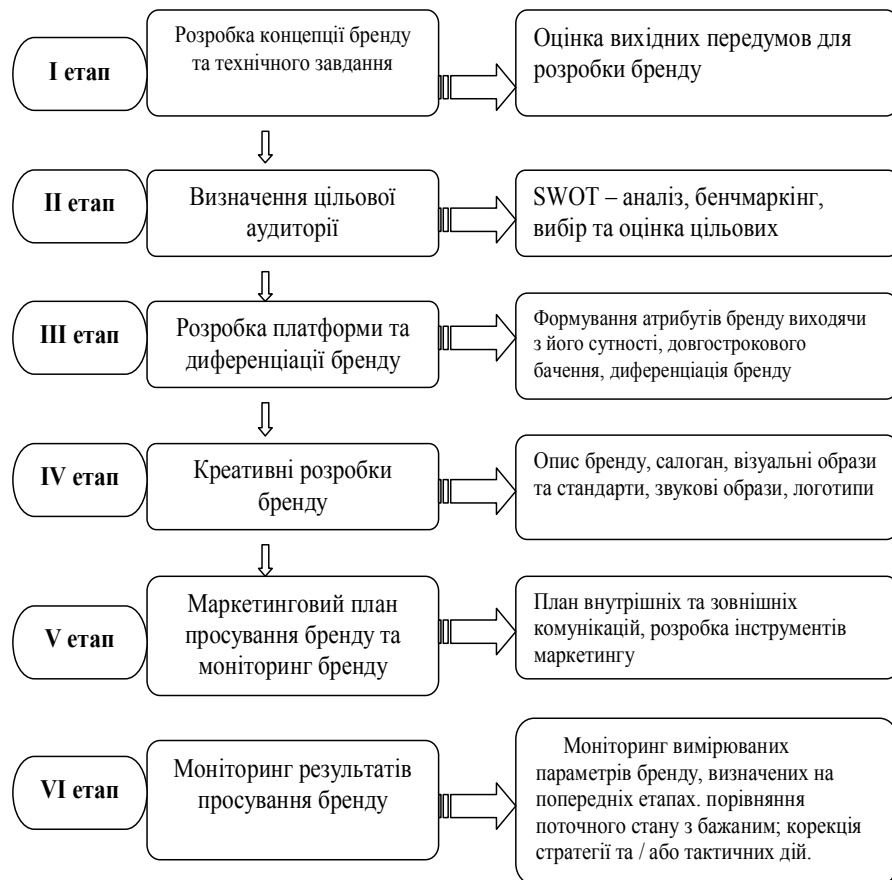 I етап
Розробка концепції бренду
та технічного завдання
Оцінка вихідних передумов для
розробки бренду
II етап
Визначення цільової
аудиторії
SWOT – аналіз, бенчмаркінг,
вибір та оцінка цільових
III етап
Розробка платформи та
диференціації бренду
Формування атрибутів бренду виходячи
з його сутності, довгострокового
бачення, диференціація бренду
IV етап
Креативні розробки
бренду
Опис бренду, салоган, візуальні образи
та стандарти, звукові образи, логотипи
V етап
Маркетинговий план
просування бренду та
моніторинг бренду
План внутрішніх та зовнішніх
комунікацій, розробка інструментів
маркетингу
VI етап
Моніторинг результатів
просування бренду
Моніторинг вимірюваних
параметрів бренду, визначених на
попередніх етапах. порівняння
поточного стану з бажаним; корекція
стратегії та / або тактичних дій.